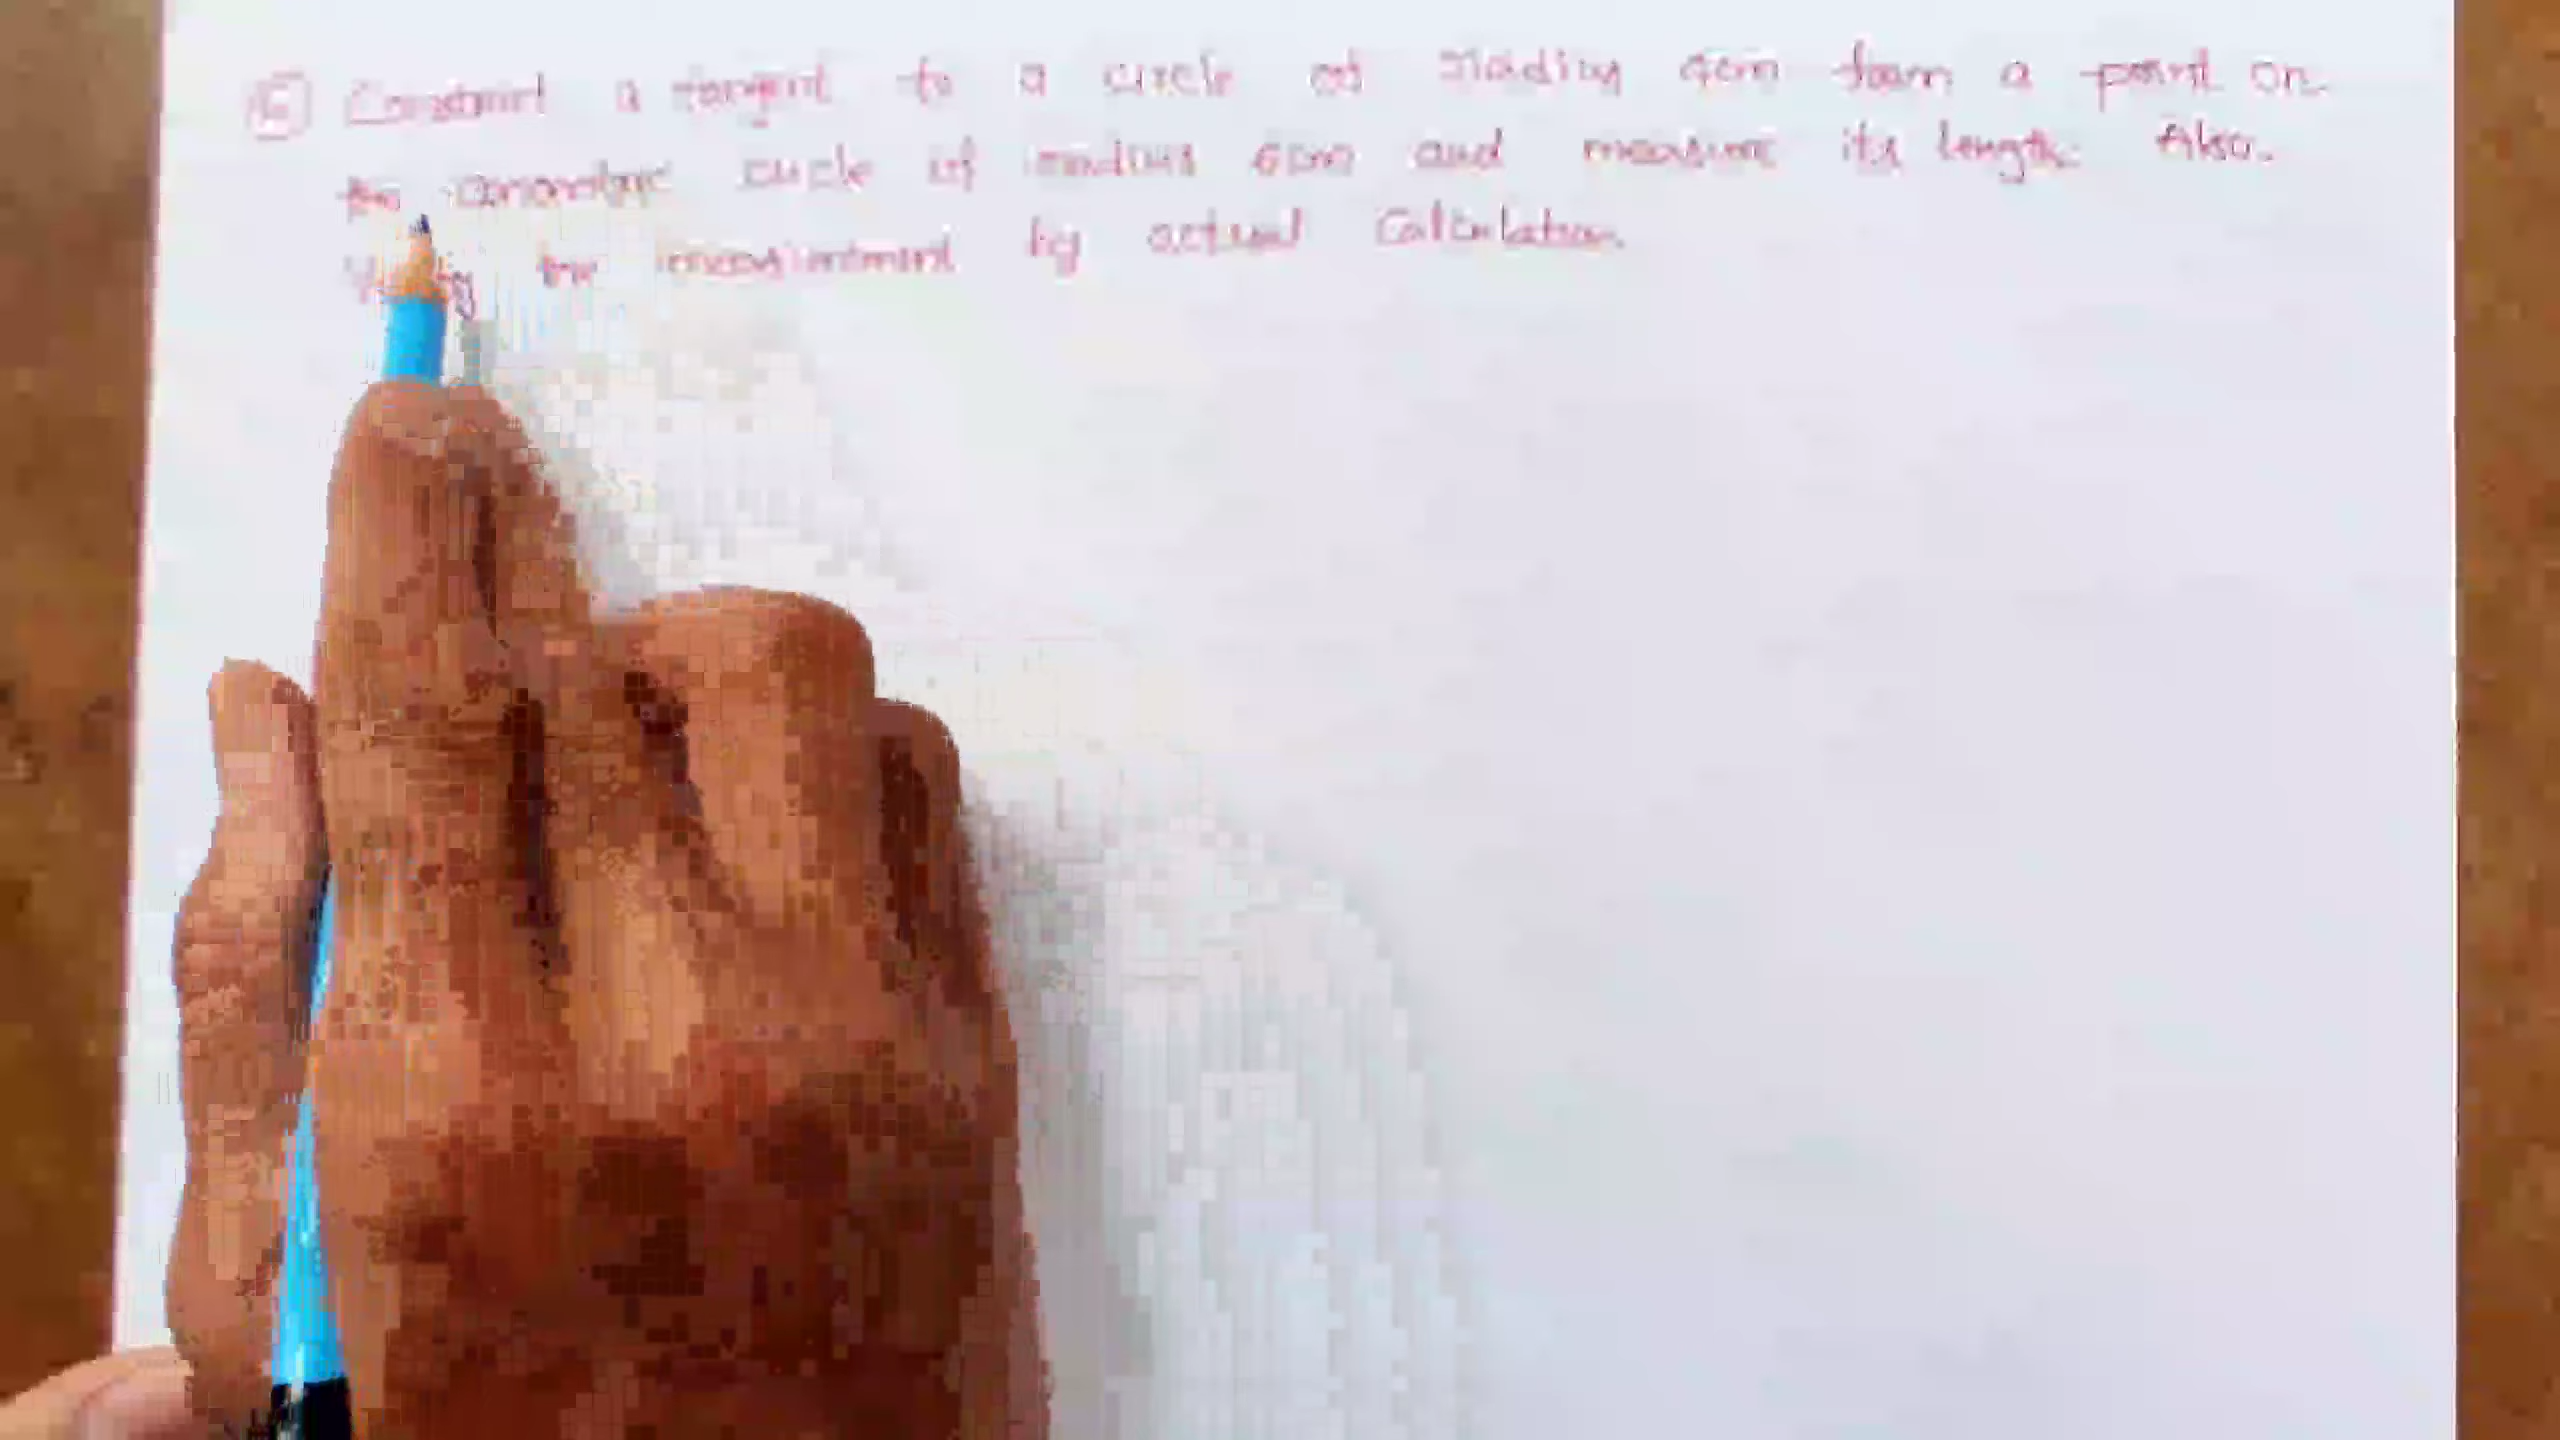 Construct a tangent to a circle of radius 4cm from a point on
the concentric circle of radius 6cm and measure its length. Also.
the measurement by actual Calculation.